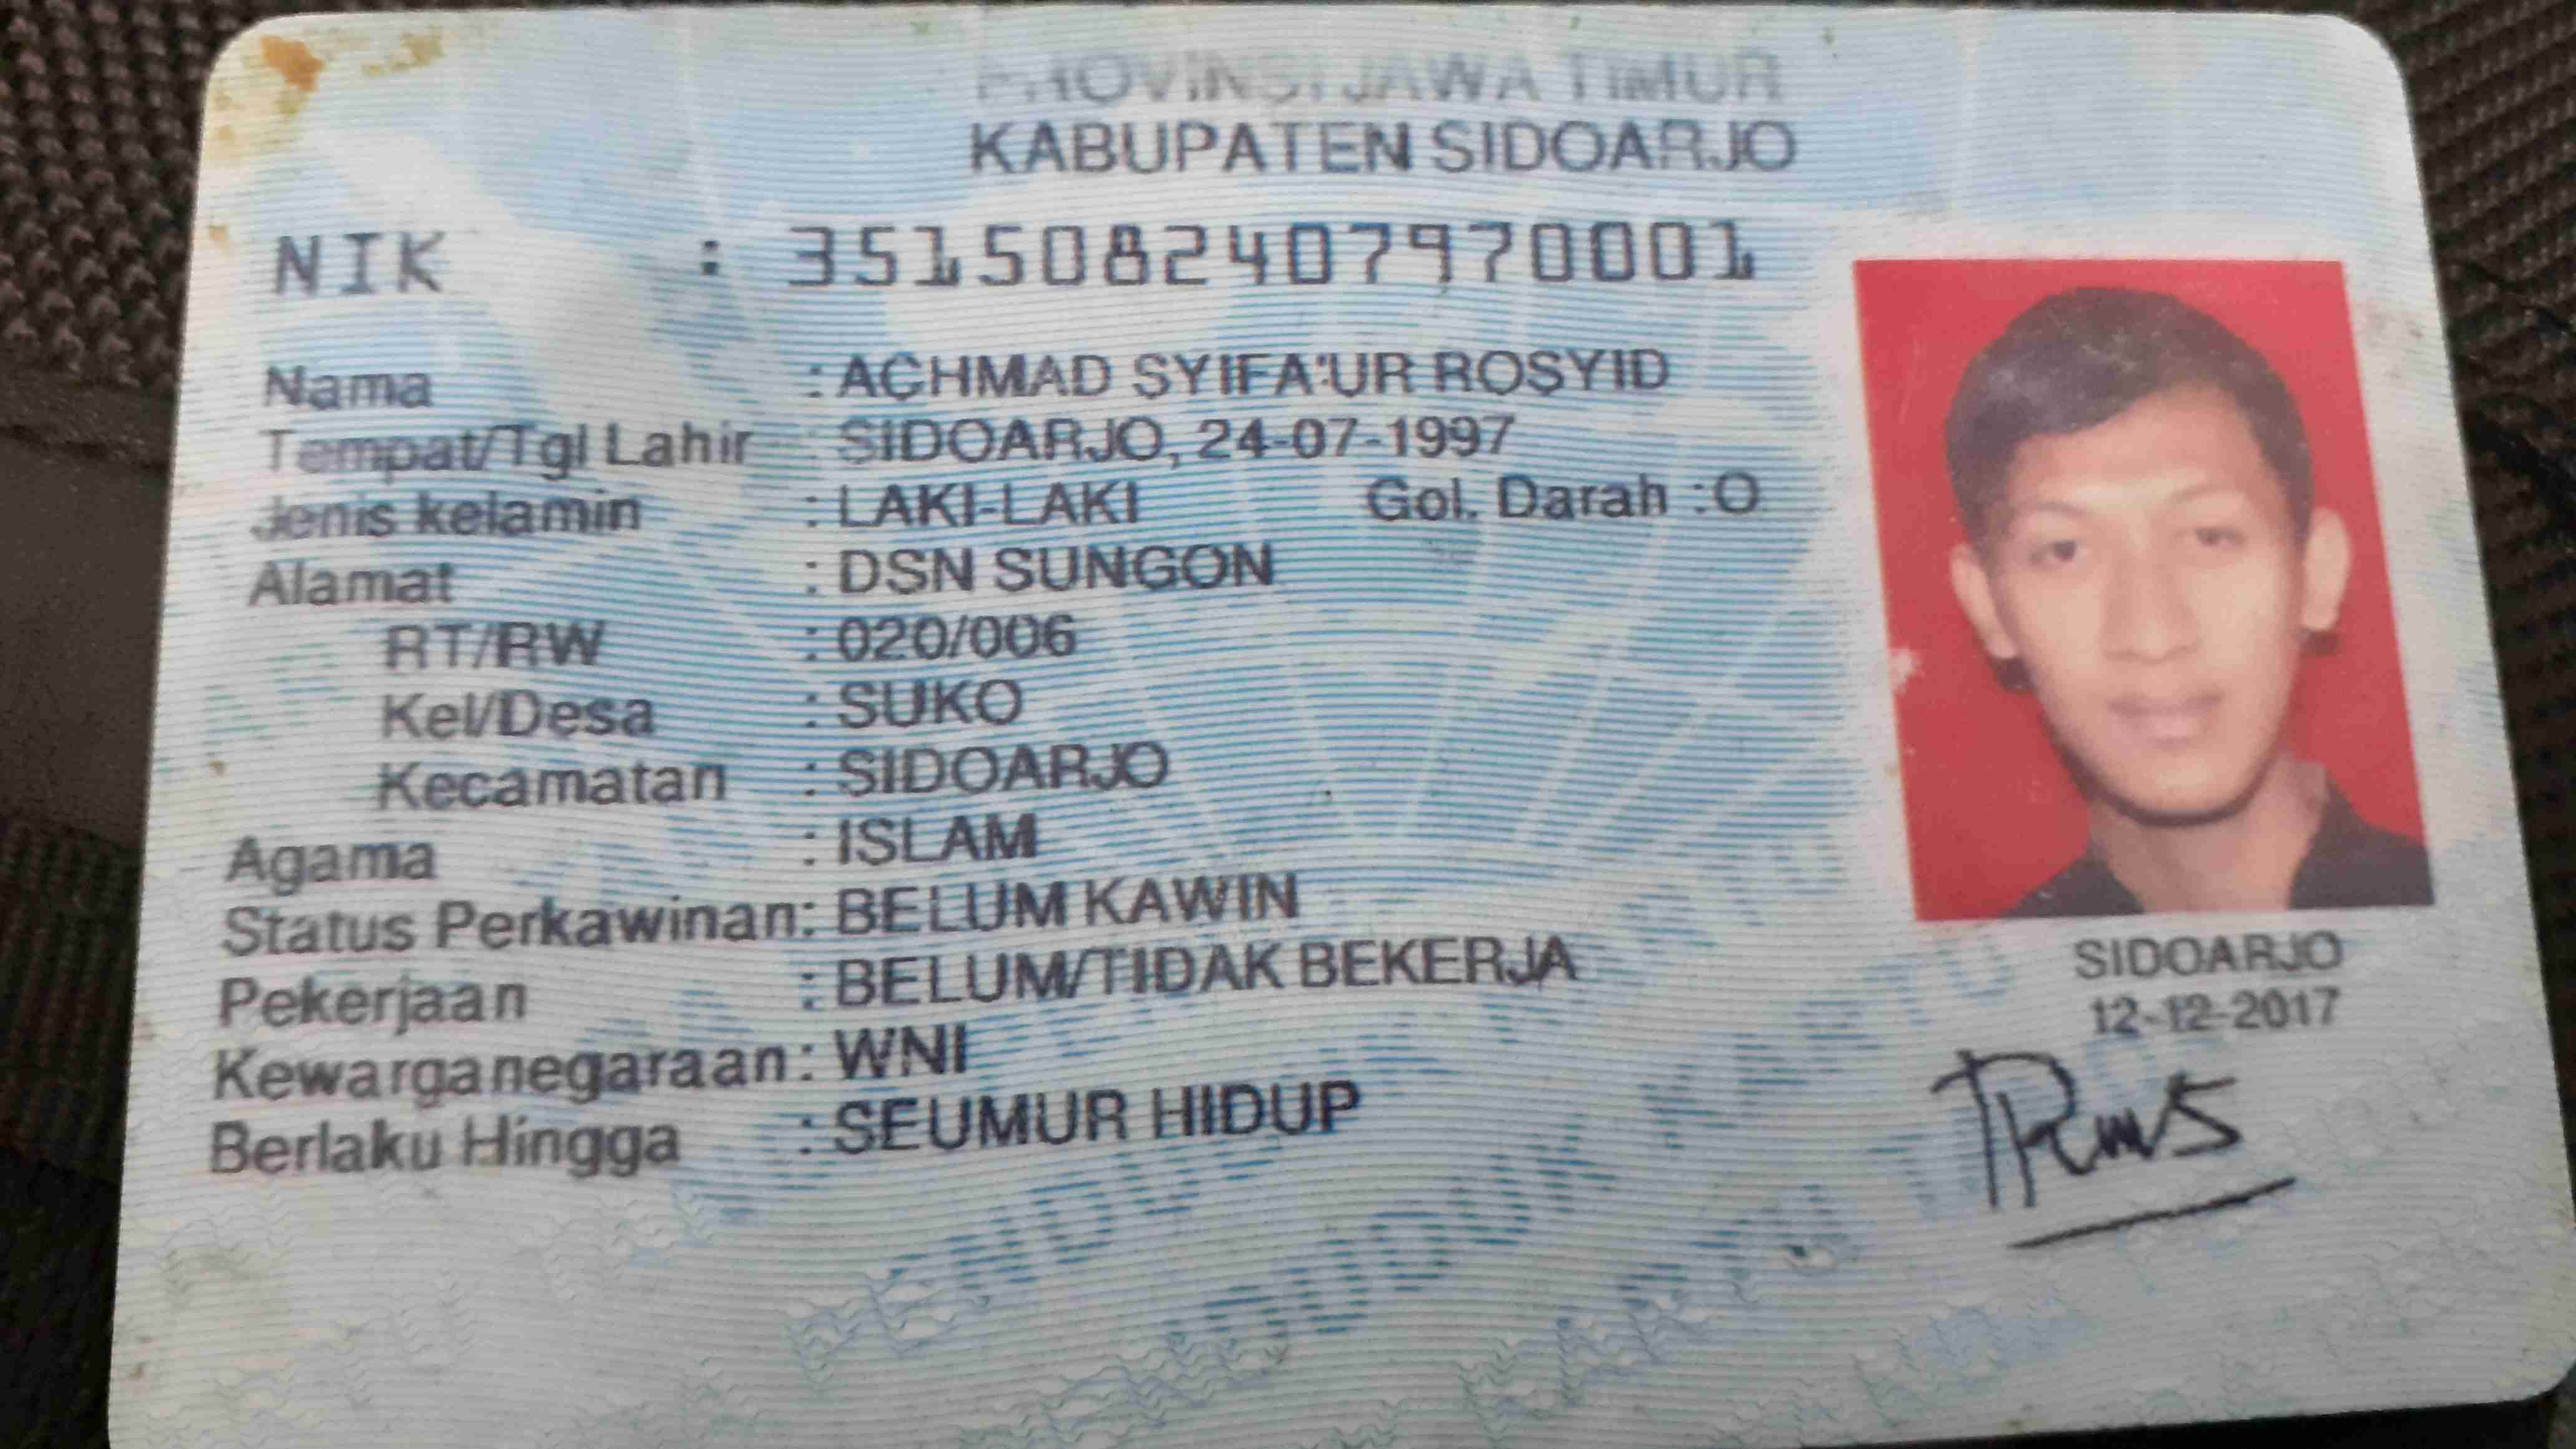 PROVINSI JAWA TIMUR
KABUPATEN SIDOARJO
NIK : 3515082407970001
Nama : ACHMAD SYIFA'UR ROSYID
Tempat/Tgl Lahir : SIDOARJO, 24-07-1997
Jenis kelamin : LAKI-LAKI Gol. Darah : O
Alamat : DSN SUNGON
RT/RW : 020/006
Kel/Desa : SUKO
Kecamatan : SIDOARJO
Agama : ISLAM
Status Perkawinan : BELUM KAWIN
Pekerjaan : BELUM/TIDAK BEKERJA
Kewarganegaraan : WNI
Berlaku Hingga : SEUMUR HIDUP
SIDOARJO
12-12-2017